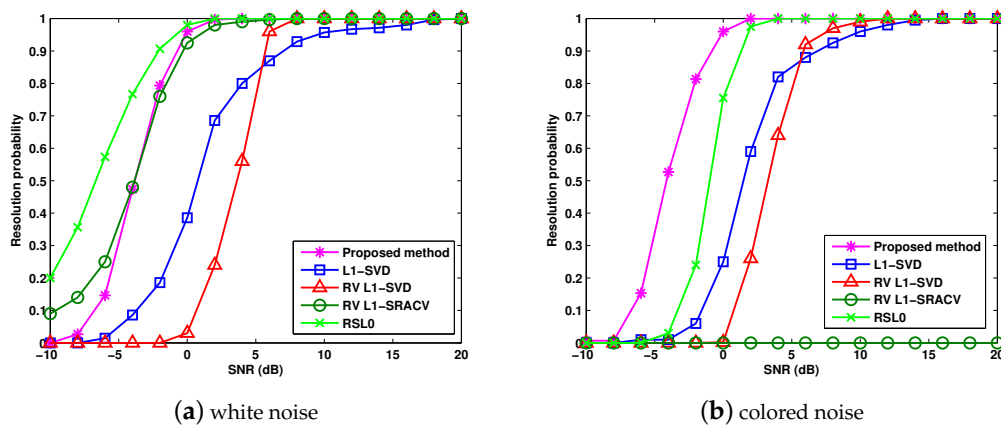 1
0.9
0.8
0.7
0.6
0.5
0.4
0.3
0.2
0.1
0
Resolution probability
−10
−5
0
5
10
15
20
SNR (dB)
Proposed method
L1−SVD
RV L1−SVD
RV L1−SRACV
RSL0
(a) white noise
1
0.9
0.8
0.7
0.6
0.5
0.4
0.3
0.2
0.1
0
Resolution probability
−10
−5
0
5
10
15
20
SNR (dB)
Proposed method
L1−SVD
RV L1−SVD
RV L1−SRACV
RSL0
(b) colored noise